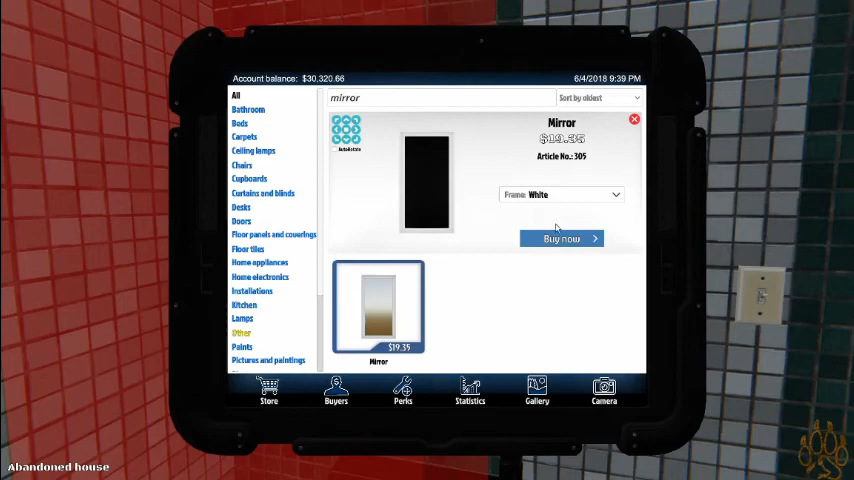 Account balance: $30,320.66
6/4/2018 9:39 PM
All
Bathroom
Beds
Carpets
Ceiling lamps
Chairs
Cupboards
Curtains and blinds
Desks
Doors
Floor panels and coverings
Floor tiles
Home appliances
Home electronics
Installations
Kitchen
Lamps
Other
Paints
Pictures and paintings
mirror
Sort by oldest
AutoRotate
Mirror
$19.35
Article No.: 305
Frame: White
Buy now
$19.35
Mirror
Store
Buyers
Perks
Statistics
Gallery
Camera
Abandoned house